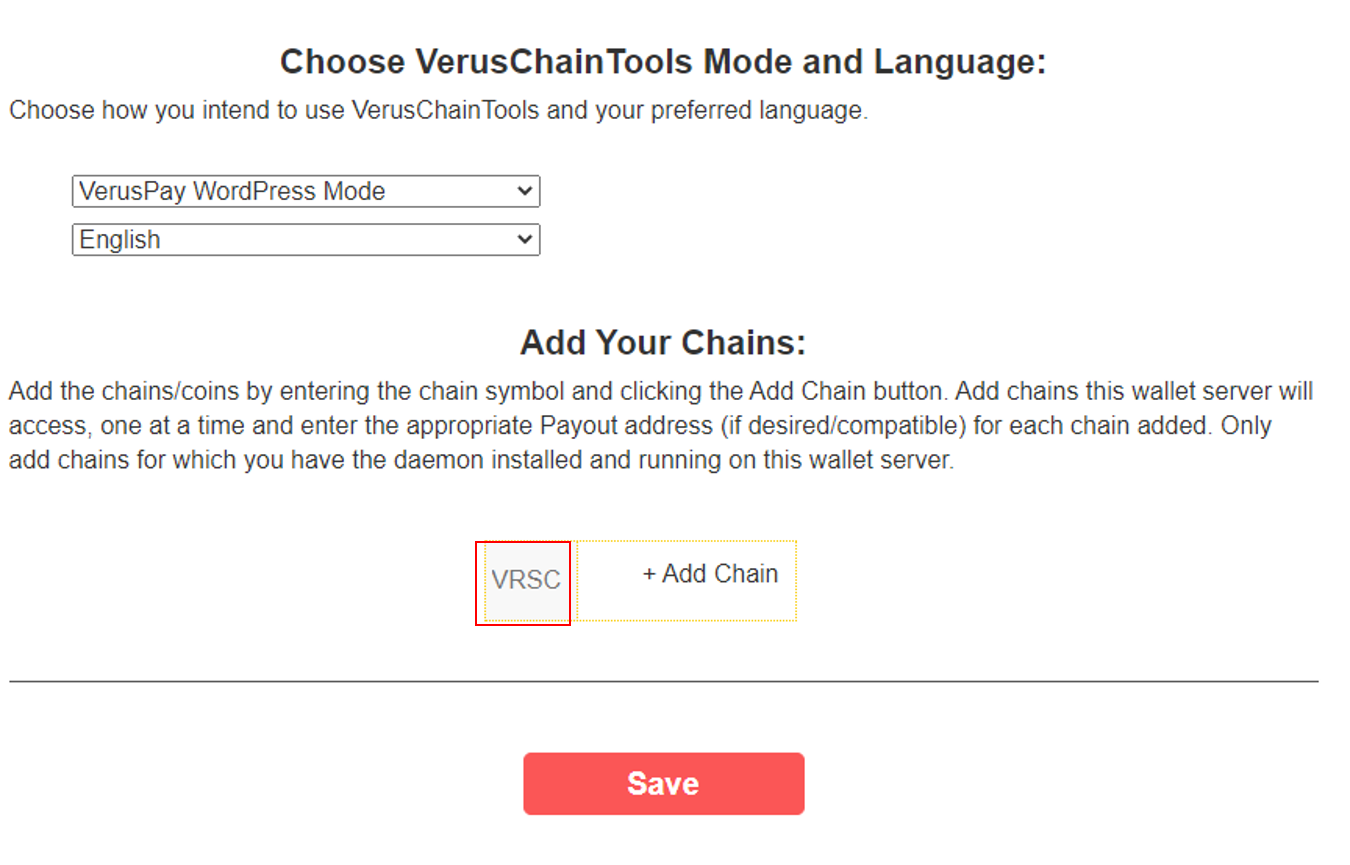 Choose VerusChainTools Mode and Language:
Choose how you intend to use VerusChainTools and your preferred language.
VerusPay WordPress Mode
English
Add Your Chains:
Add the chains/coins by entering the chain symbol and clicking the Add Chain button. Add chains this wallet server will
access, one at a time and enter the appropriate Payout address (if desired/compatible) for each chain added. Only
add chains for which you have the daemon installed and running on this wallet server.
VRSC + Add Chain
Save